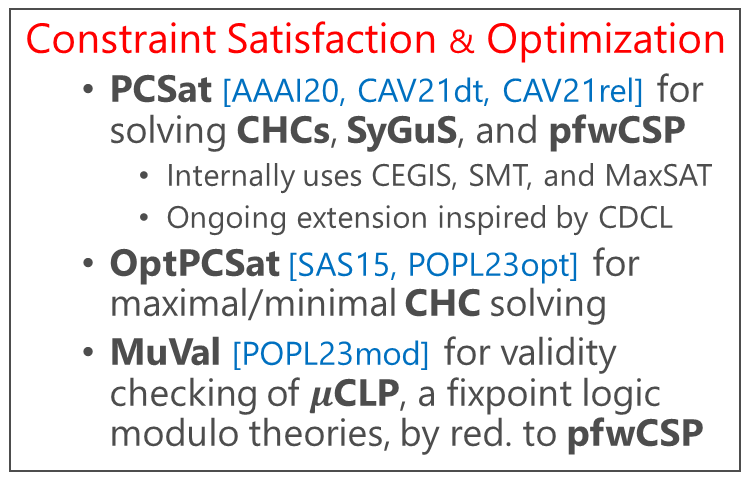 Constraint Satisfaction & Optimization
• PCSat [AAAI20, CAV21dt, CAV21rel] for
solving CHCs, SyGuS, and pfwCSP
• Internally uses CEGIS, SMT, and MaxSAT
• Ongoing extension inspired by CDCL
• OptPCSat [SAS15, POPL23opt] for
maximal/minimal CHC solving
• MuVal [POPL23mod] for validity
checking of 𝝁CLP, a fixpoint logic
modulo theories, by red. to pfwCSP